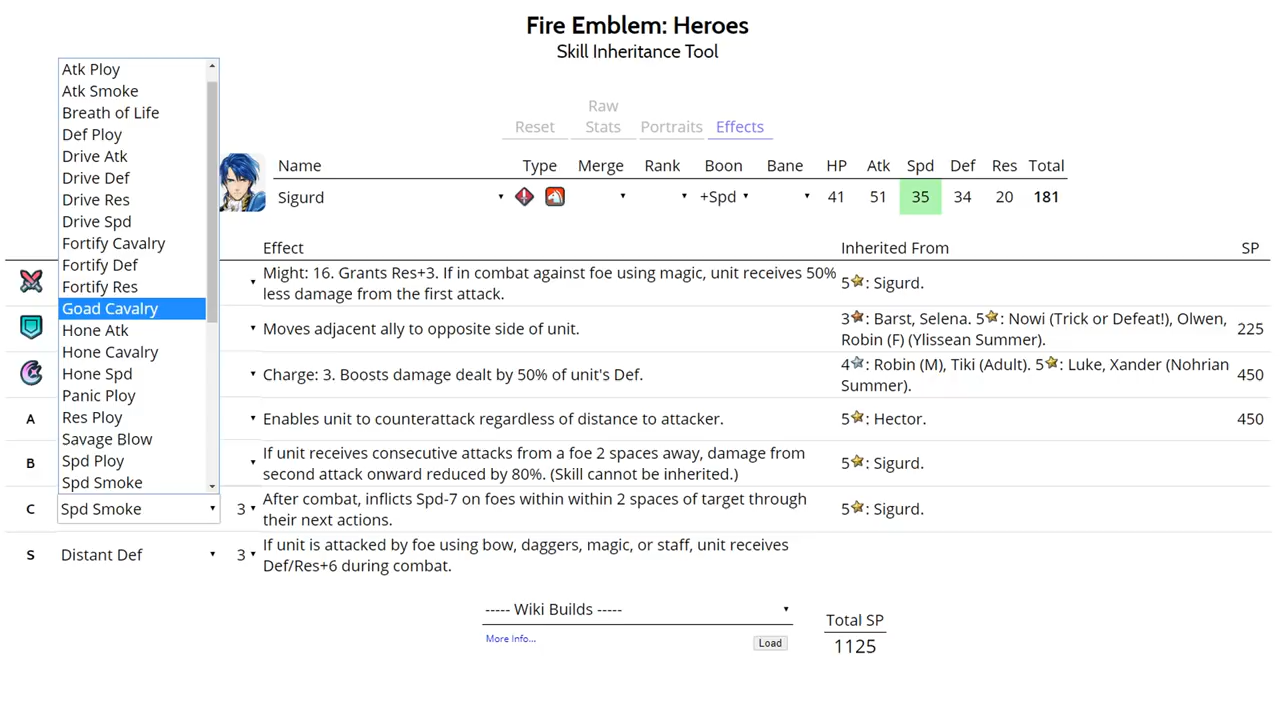 Fire Emblem: Heroes
Skill Inheritance Tool
Reset Raw Stats Portraits Effects
Name Type Merge Rank Boon Bane HP Atk Spd Def Res Total
Sigurd +Spd 41 51 35 34 20 181
Atk Ploy
Atk Smoke
Breath of Life
Def Ploy
Drive Atk
Drive Def
Drive Res
Drive Spd
Fortify Cavalry
Fortify Def
Fortify Res
Goad Cavalry
Hone Atk
Hone Cavalry
Hone Spd
Panic Ploy
Res Ploy
Savage Blow
Spd Ploy
Spd Smoke
Effect Inherited From SP
Might: 16. Grants Res+3. If in combat against foe using magic, unit receives 50%
less damage from the first attack.
5: Sigurd.
Moves adjacent ally to opposite side of unit.
3: Barst, Selena. 5: Nowi (Trick or Defeat!), Olwen,
Robin (F) (Ylissean Summer).
225
Charge: 3. Boosts damage dealt by 50% of unit's Def.
4: Robin (M), Tiki (Adult). 5: Luke, Xander (Nohrian
Summer).
450
A Enables unit to counterattack regardless of distance to attacker. 5: Hector. 450
B If unit receives consecutive attacks from a foe 2 spaces away, damage from
second attack onward reduced by 80%. (Skill cannot be inherited.)
5: Sigurd.
C Spd Smoke 3 After combat, inflicts Spd-7 on foes within within 2 spaces of target through
their next actions.
5: Sigurd.
S Distant Def 3 If unit is attacked by foe using bow, daggers, magic, or staff, unit receives
Def/Res+6 during combat.
----- Wiki Builds -----
More Info...
Load
Total SP
1125